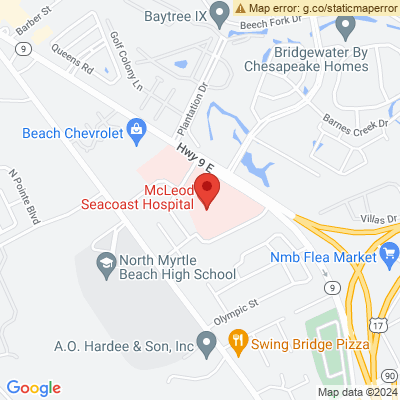 Map error: g.co/staticmaperror
Barber St
Baytree IX
Beech Fork Dr
9
Queens Rd
Golf Colony Ln
Bridgewater By
Chesapeake Homes
Plantation Dr
Beach Chevrolet
Barnes Creek Dr
Hwy 9 E
N Pointe Blvd
McLeod
Seacoast Hospital
Villas Dr
North Myrtle
Beach High School
Nmb Flea Market
9
Olympic St
17
A.O. Hardee & Son, Inc
Swing Bridge Pizza
90
Google
Map data ©2024